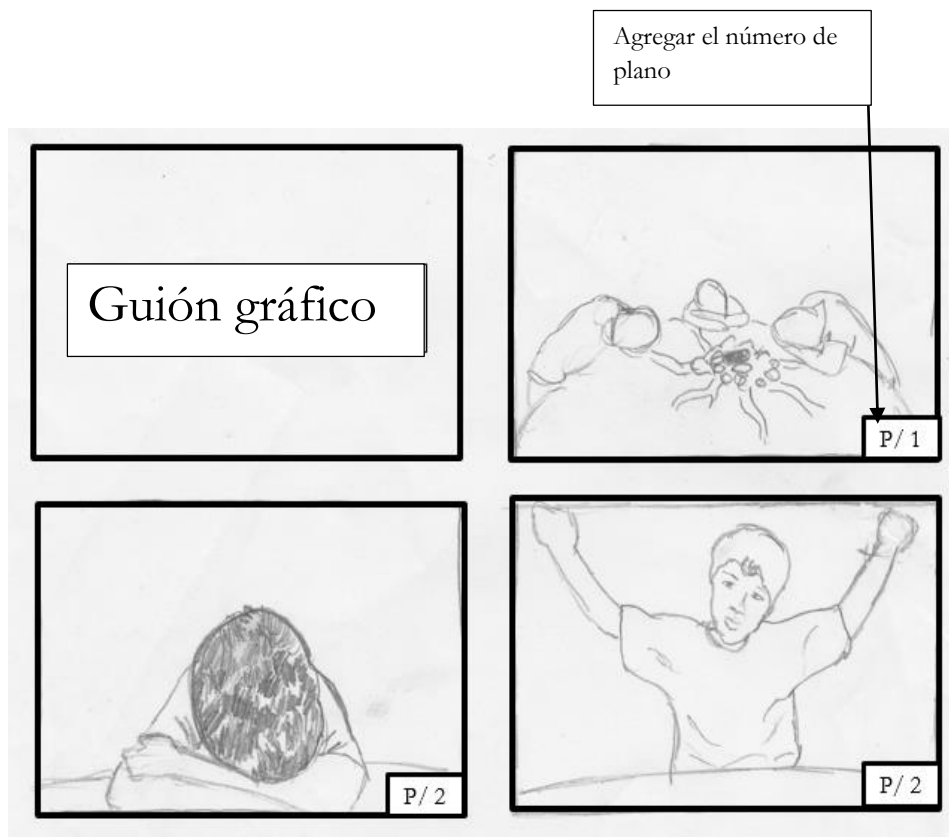 Agregar el número de
plano
Guión gráfico
P/ 1
P/ 2
P/ 2